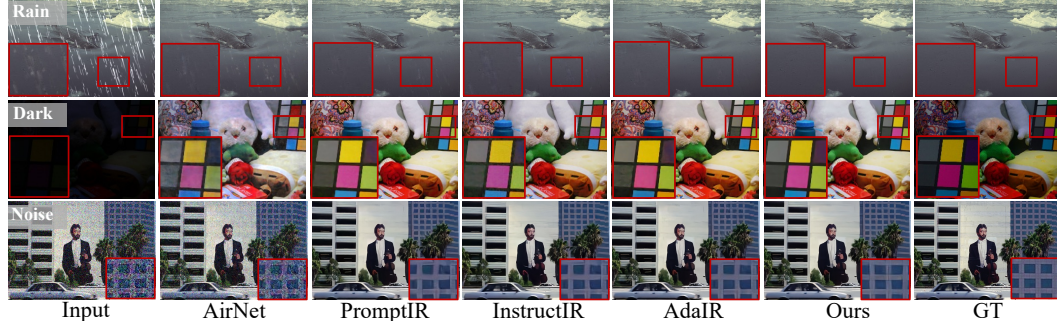 Rain
Dark
Noise
Input AirNet PromptIR InstructIR AdaIR Ours GT